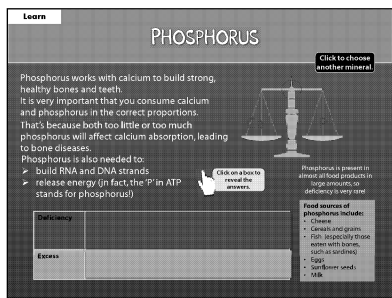 Learn
PHOSPHORUS
Click to choose
another mineral.
Phosphorus works with calcium to build strong,
healthy bones and teeth.
It is very important that you consume calcium
and phosphorus in the correct proportions.
That's because both too little or too much
phosphorus will affect calcium absorption, leading
to bone diseases.
Phosphorus is also needed to:
➢ build RNA and DNA strands
➢ release energy (in fact, the 'P' in ATP
stands for phosphorus!)
Click on a box to
reveal the
answers.
Phosphorus is present in
almost all food products in
large amounts, so
deficiency is very rare!
Deficiency
Excess
Food sources of
phosphorus include:
• Cheese
• Cereals and grains
• Fish (especially those
eaten with bones,
such as sardines)
• Eggs
• Sunflower seeds
• Milk